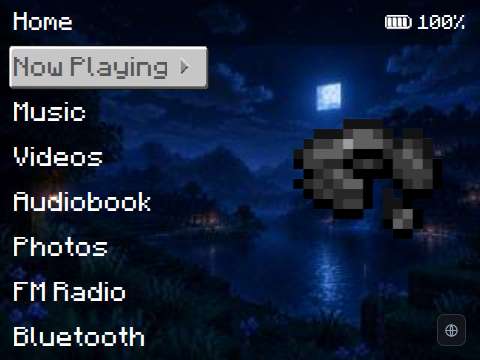 Home
100%
Now Playing
Music
Videos
Audiobook
Photos
FM Radio
Bluetooth